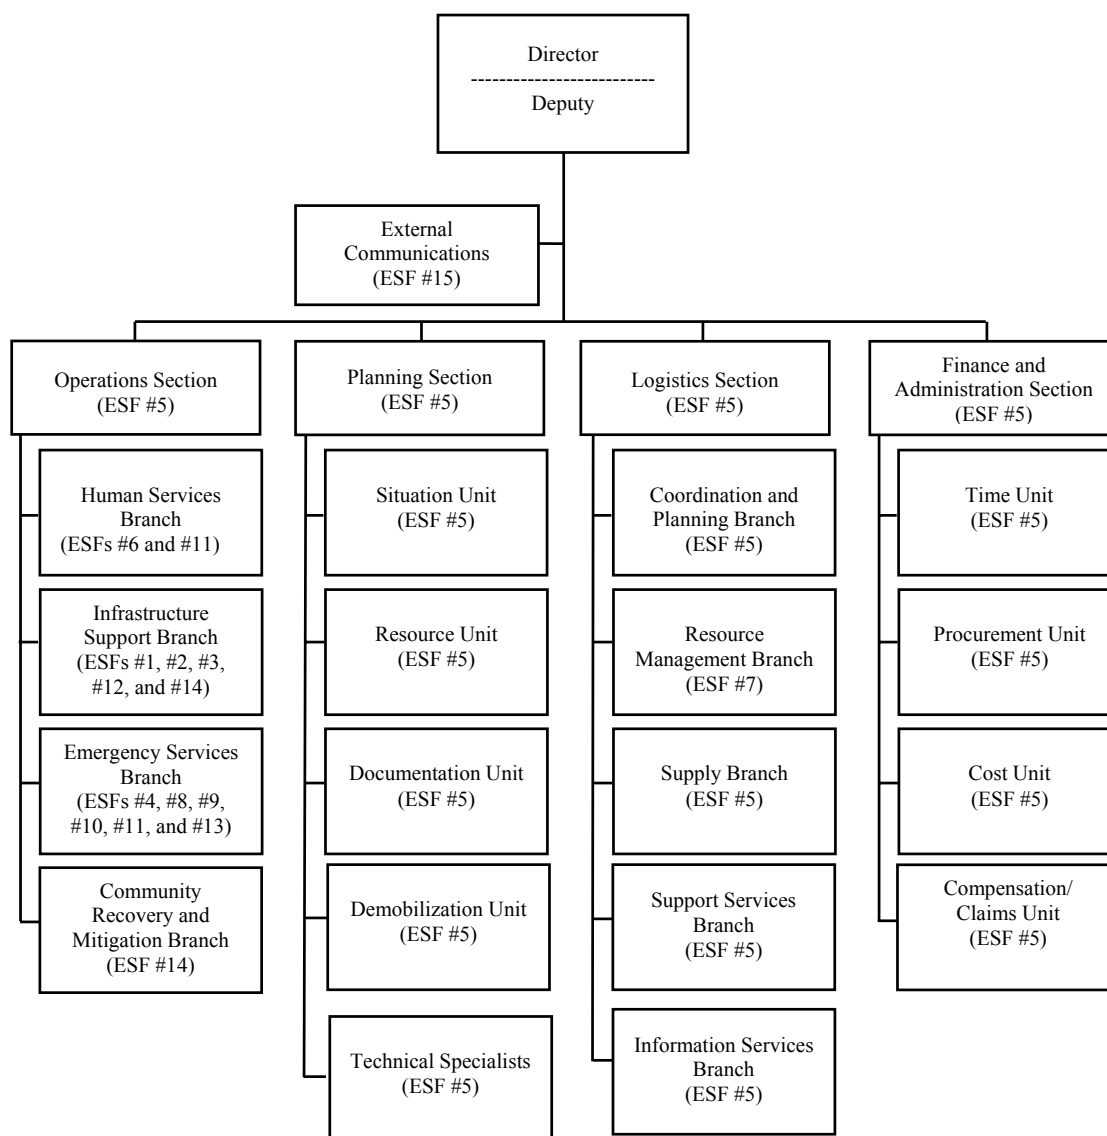 Director
---------------------------
Deputy
External
Communications
(ESF #15)
Operations Section
(ESF #5)
Planning Section
(ESF #5)
Logistics Section
(ESF #5)
Finance and
Administration Section
(ESF #5)
Human Services
Branch
(ESFs #6 and #11)
Infrastructure
Support Branch
(ESFs #1, #2, #3,
#12, and #14)
Emergency Services
Branch
(ESFs #4, #8, #9,
#10, #11, and #13)
Community
Recovery and
Mitigation Branch
(ESF #14)
Situation Unit
(ESF #5)
Resource Unit
(ESF #5)
Documentation Unit
(ESF #5)
Demobilization Unit
(ESF #5)
Technical Specialists
(ESF #5)
Coordination and
Planning Branch
(ESF #5)
Resource
Management Branch
(ESF #7)
Supply Branch
(ESF #5)
Support Services
Branch
(ESF #5)
Information Services
Branch
(ESF #5)
Time Unit
(ESF #5)
Procurement Unit
(ESF #5)
Cost Unit
(ESF #5)
Compensation/
Claims Unit
(ESF #5)